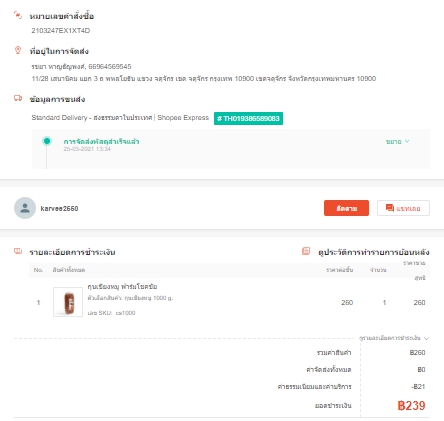 หมายเลขคำสั่งซื้อ
2103247EX1XT4D
ที่อยู่ในการจัดส่ง
รชยา หาญธัญพงศ์, 66964569545
11/28 เสนานิคม แยก 3 ถ พหลโยธิน แขวง จตุจักร เขต จตุจักร กรุงเทพ 10900 เขตจตุจักร จังหวัดกรุงเทพมหานคร 10900
ข้อมูลการขนส่ง
Standard Delivery - ส่งธรรมดาในประเทศ | Shopee Express # TH019386589083
การจัดส่งพัสดุสำเร็จแล้ว ขยาย
25-03-2021 13:34
karvee2560 ติดตาม แชทเลย
รายละเอียดการชำระเงิน ดูประวัติการทำรายการย้อนหลัง
No. สินค้าทั้งหมด ราคาต่อชิ้น จำนวน ราคาขายสุทธิ
กุนเชียงหมู ฟาร์มโชคชัย
1 ตัวเลือกสินค้า: กุนเชียงหมู 1000 g. 260 1 260
เลข SKU: cs1000
ดูรายละเอียดการชำระเงิน
รวมค่าสินค้า ฿260
ค่าจัดส่งทั้งหมด ฿0
ค่าธรรมเนียมและค่าบริการ -฿21
ยอดชำระเงิน ฿239